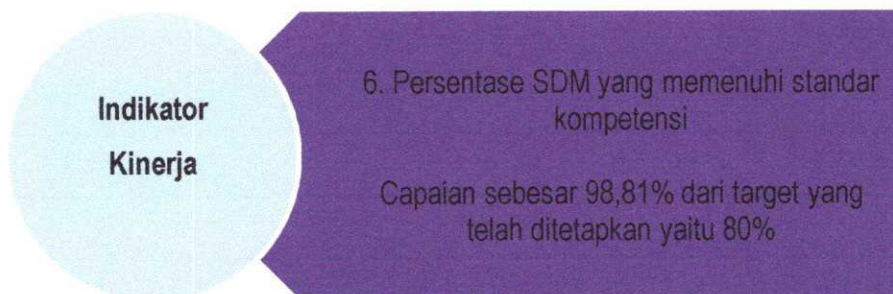 Indikator
Kinerja
6. Persentase SDM yang memenuhi standar
kompetensi
Capaian sebesar 98,81% dari target yang
telah ditetapkan yaitu 80%